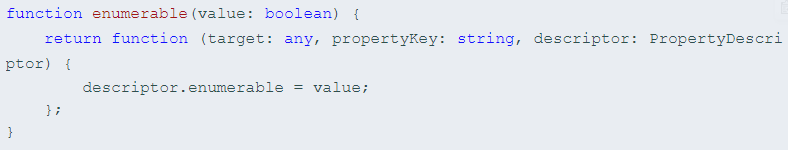 function enumerable(value: boolean) {
    return function (target: any, propertyKey: string, descriptor: PropertyDescri
ptor) {
        descriptor.enumerable = value;
    };
}